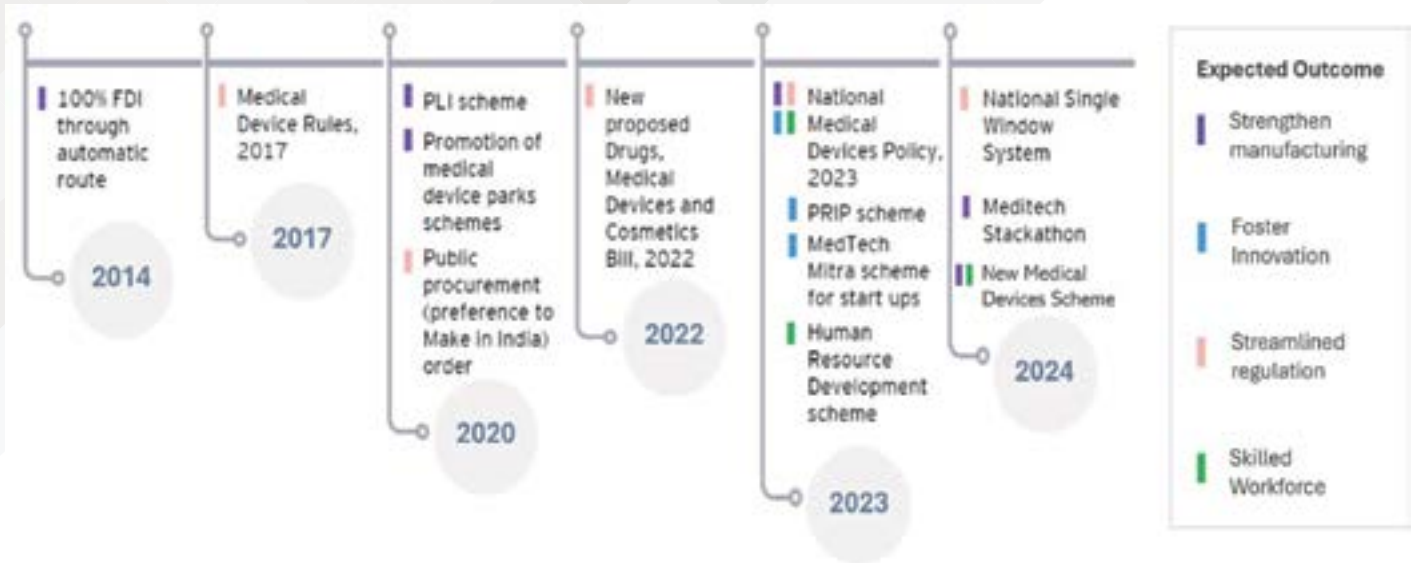 100% FDI
through
automatic
route
2014
Medical
Device Rules,
2017
2017
PLI scheme
Promotion of
medical
device parks
schemes
Public
procurement
(preference to
Make in India)
order
2020
New
proposed
Drugs,
Medical
Devices and
Cosmetics
Bill, 2022
2022
National
Medical
Devices Policy,
2023
PRIP scheme
MedTech
Mitra scheme
for start ups
Human
Resource
Development
scheme
2023
National Single
Window
System
Meditech
Stackathon
New Medical
Devices Scheme
2024
Expected Outcome
Strengthen
manufacturing
Foster
Innovation
Streamlined
regulation
Skilled
Workforce